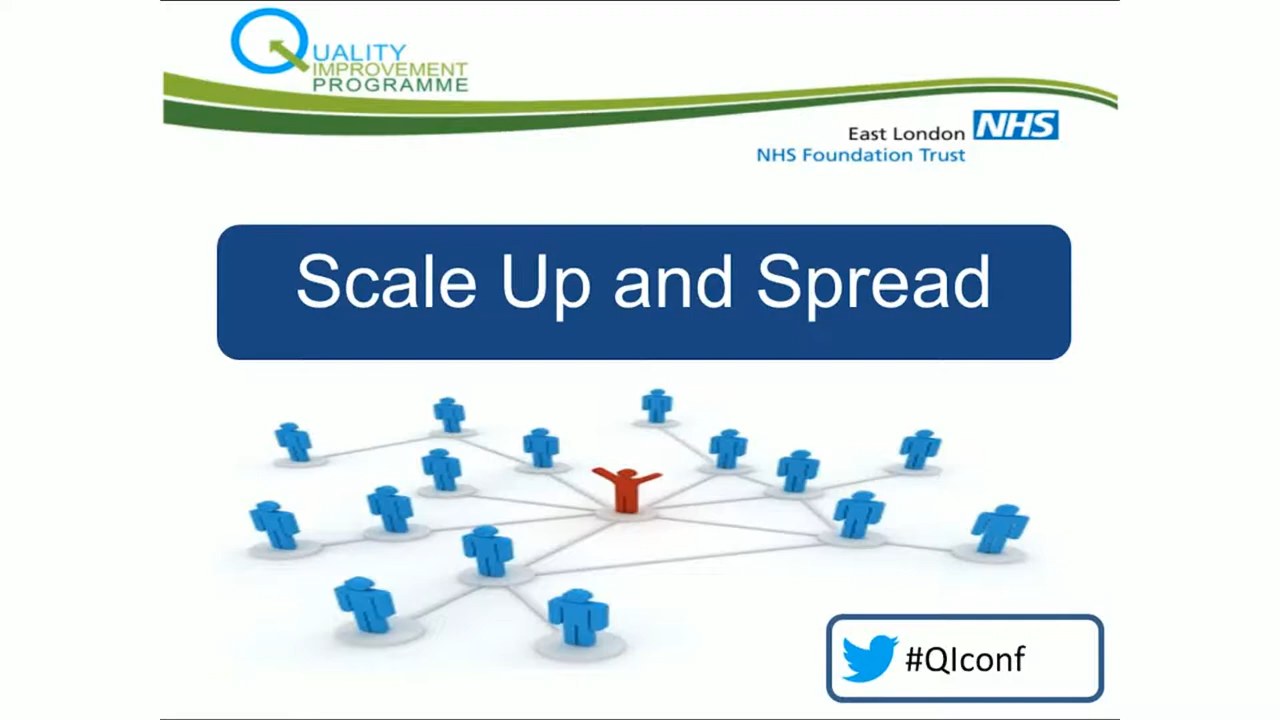 QUALITY
IMPROVEMENT
PROGRAMME
East London NHS
NHS Foundation Trust
Scale Up and Spread
#QIconf